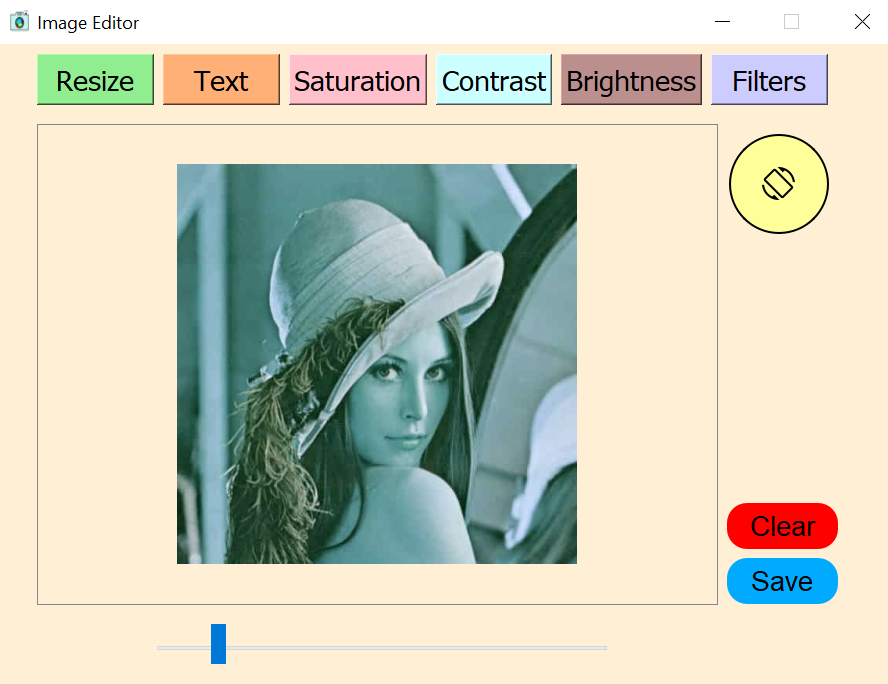 Image Editor
Resize Text Saturation Contrast Brightness Filters
Clear
Save